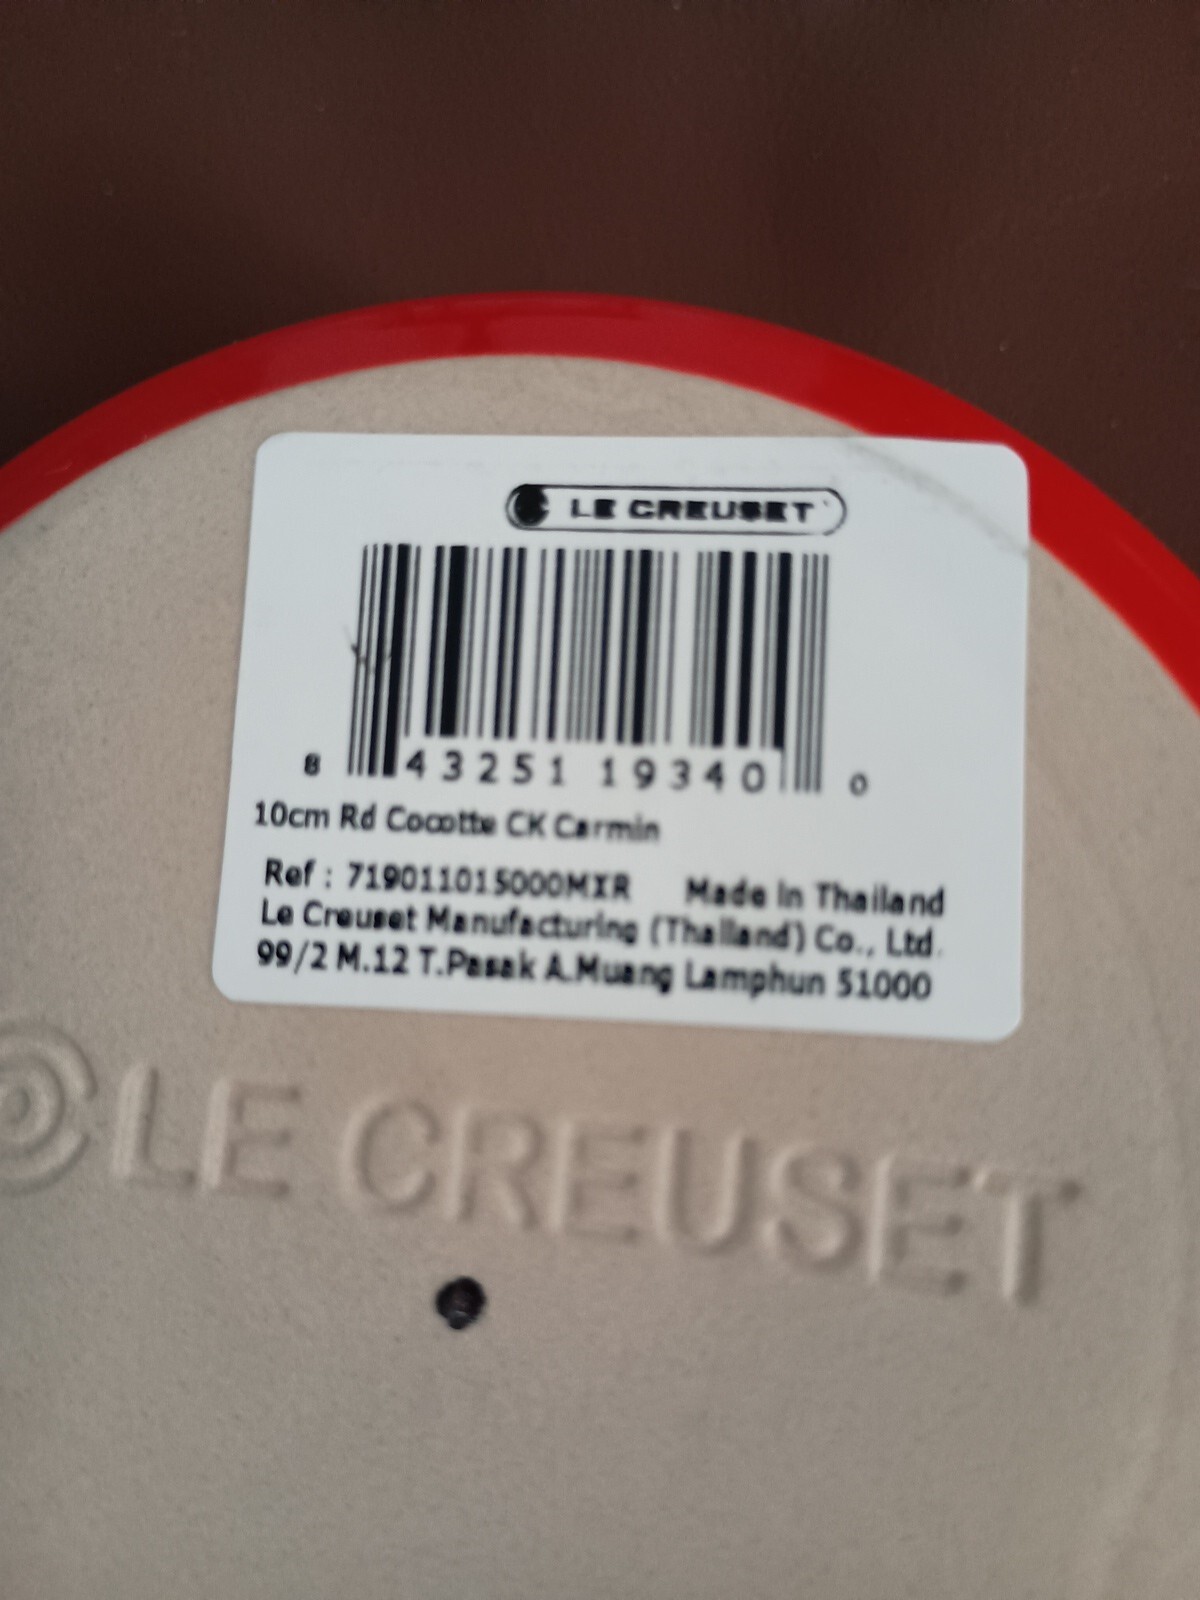 LE CREUSET
8 43251 19340 0
10cm Rd Cocotte CK Carmin
Ref : 719011015000MIR Made in Thailand
Le Creuset Manufacturing (Thailand) Co., Ltd.
99/2 M.12 T.Pasak A.Muang Lamphun 51000
LE CREUSET